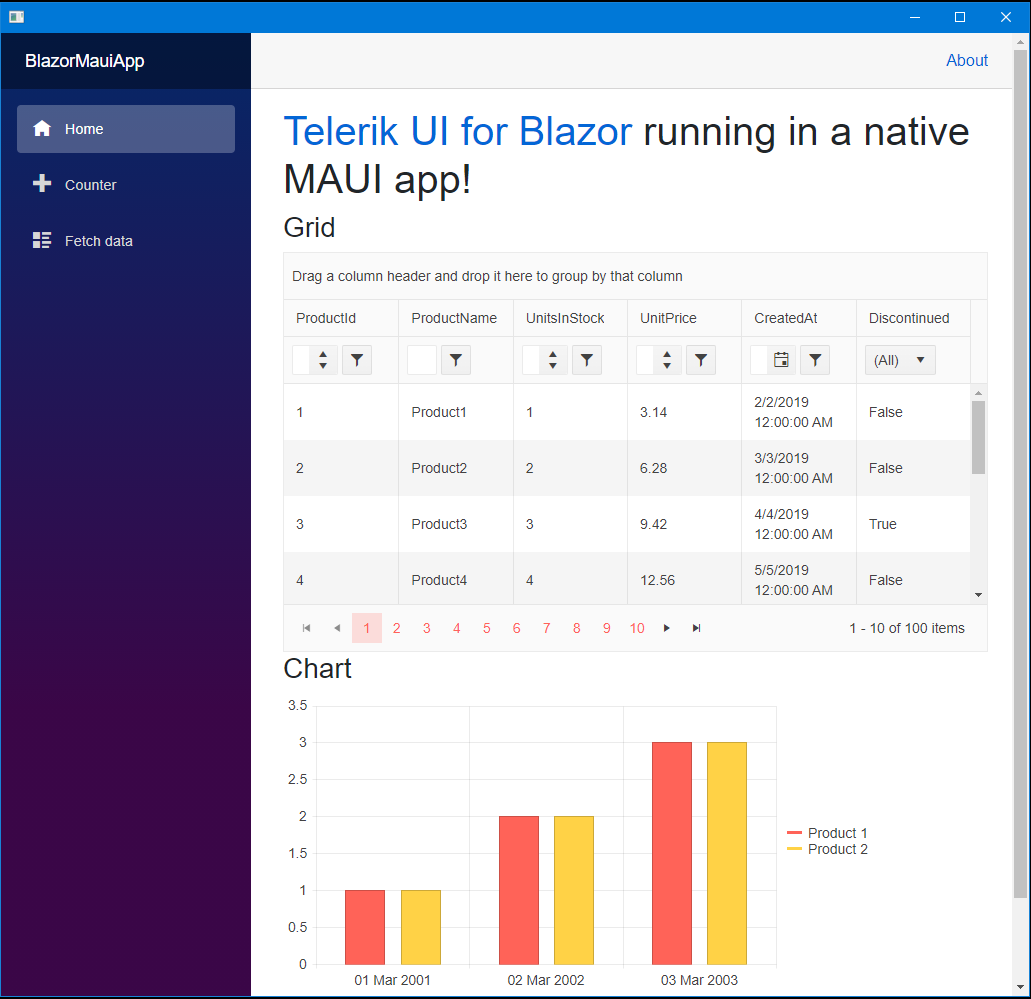 BlazorMauiApp
About
Home
Counter
Fetch data
Telerik UI for Blazor running in a native
MAUI app!
Grid
Drag a column header and drop it here to group by that column
ProductId ProductName UnitsInStock UnitPrice CreatedAt Discontinued
(All)
1 Product1 1 3.14 2/2/2019 12:00:00 AM False
2 Product2 2 6.28 3/3/2019 12:00:00 AM False
3 Product3 3 9.42 4/4/2019 12:00:00 AM True
4 Product4 4 12.56 5/5/2019 12:00:00 AM False
1 2 3 4 5 6 7 8 9 10 1 - 10 of 100 items
Chart
3.5
3
2.5
2
1.5
1
0.5
0
01 Mar 2001 02 Mar 2002 03 Mar 2003
Product 1
Product 2